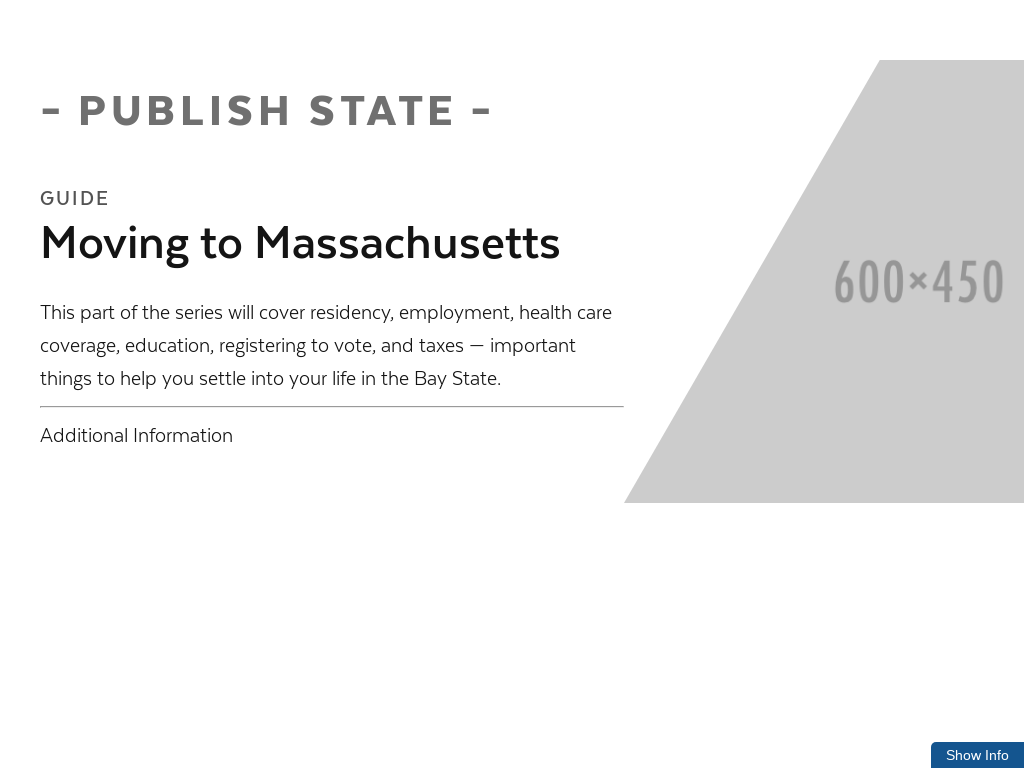 - PUBLISH STATE -
GUIDE
Moving to Massachusetts
This part of the series will cover residency, employment, health care
coverage, education, registering to vote, and taxes — important
things to help you settle into your life in the Bay State.
Additional Information
600×450
Show Info